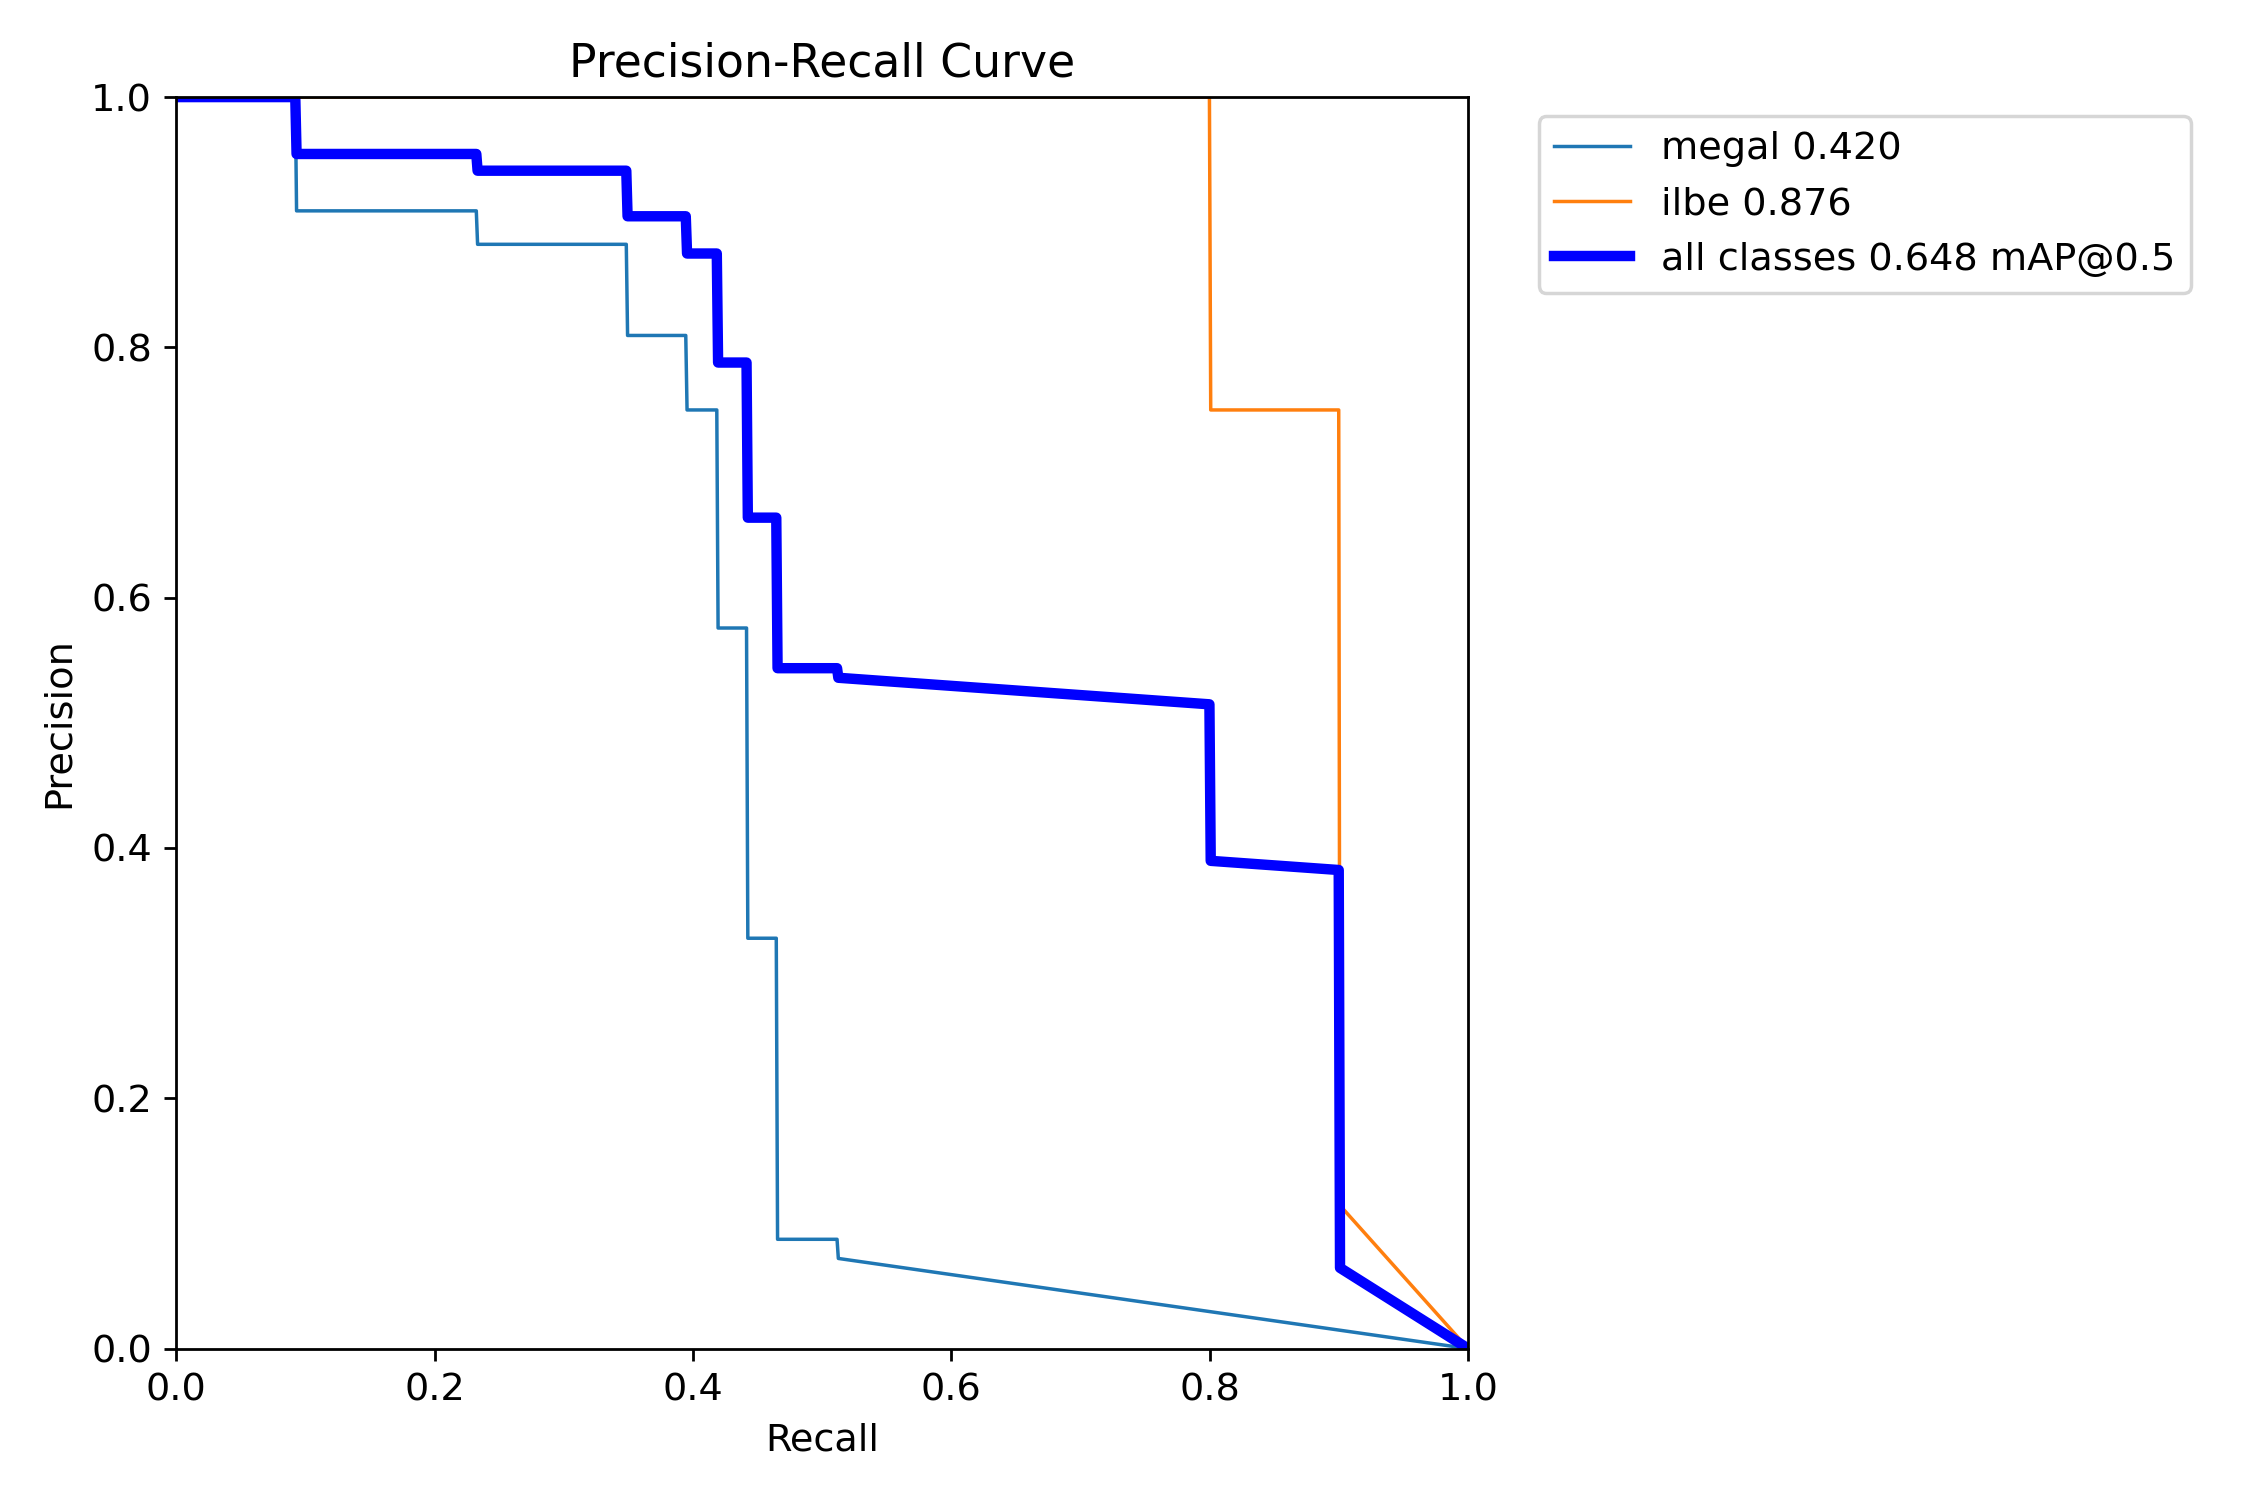 Precision-Recall Curve
megal 0.420
ilbe 0.876
all classes 0.648 mAP@0.5
Precision
1.0
0.8
0.6
0.4
0.2
0.0
0.0 0.2 0.4 0.6 0.8 1.0
Recall